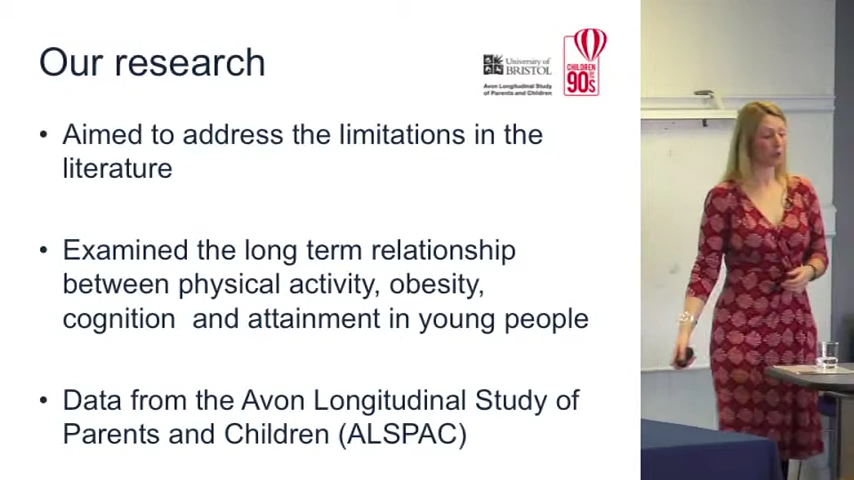 Our research
University of
BRISTOL
Avon Longitudinal Study
of Parents and Children
CHILDREN
90s
• Aimed to address the limitations in the
literature
• Examined the long term relationship
between physical activity, obesity,
cognition and attainment in young people
• Data from the Avon Longitudinal Study of
Parents and Children (ALSPAC)